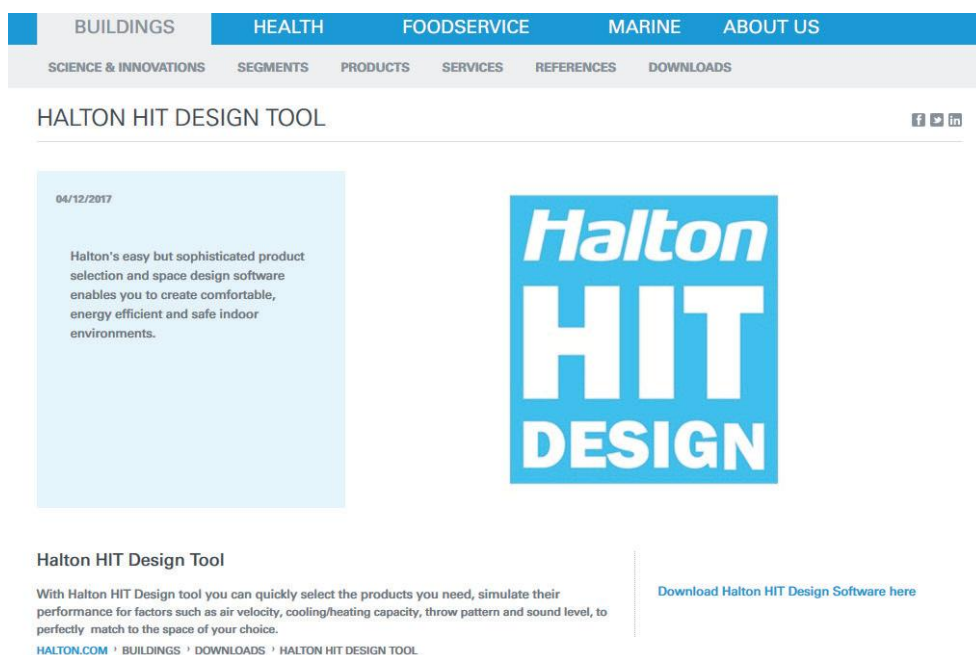 BUILDINGS HEALTH FOODSERVICE MARINE ABOUT US
SCIENCE & INNOVATIONS SEGMENTS PRODUCTS SERVICES REFERENCES DOWNLOADS
HALTON HIT DESIGN TOOL
04/12/2017
Halton's easy but sophisticated product
selection and space design software
enables you to create comfortable,
energy efficient and safe indoor
environments.
Halton
HIT
DESIGN
Halton HIT Design Tool
With Halton HIT Design tool you can quickly select the products you need, simulate their
performance for factors such as air velocity, cooling/heating capacity, throw pattern and sound level, to
perfectly match to the space of your choice.
Download Halton HIT Design Software here
HALTON.COM › BUILDINGS › DOWNLOADS › HALTON HIT DESIGN TOOL